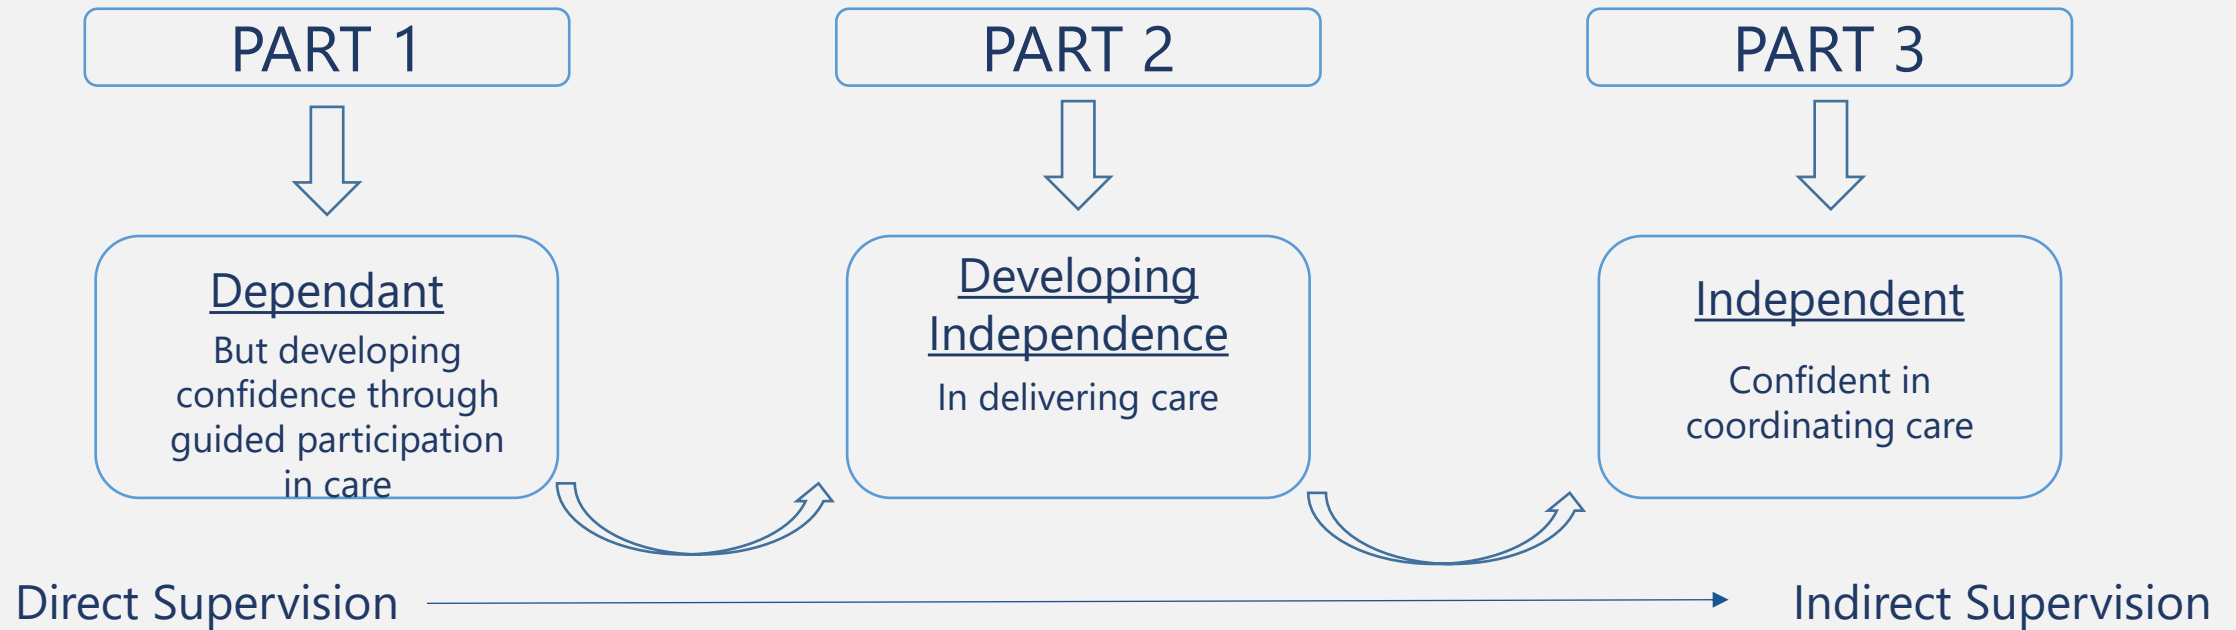 PART 1
PART 2
PART 3
Dependant
But developing
confidence through
guided participation
in care
Developing
Independence
In delivering care
Independent
Confident in
coordinating care
Direct Supervision
Indirect Supervision